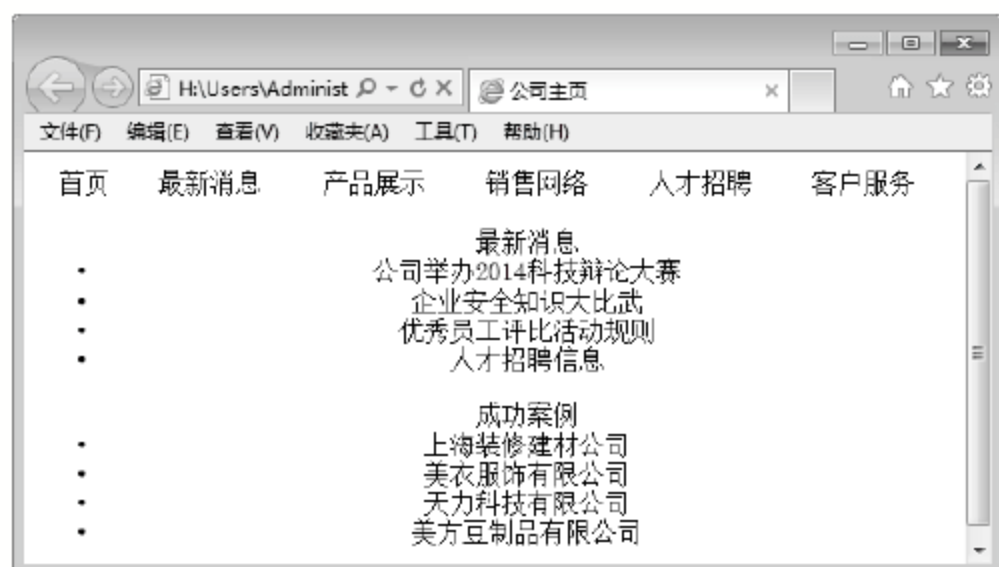 H:\Users\Administ
公司主页
文件(F) 编辑(E) 查看(V) 收藏夹(A) 工具(T) 帮助(H)
首页 最新消息 产品展示 销售网络 人才招聘 客户服务
最新消息
• 公司举办2014科技辩论大赛
• 企业安全知识大比武
• 优秀员工评比活动规则
• 人才招聘信息
成功案例
• 上海装修建材公司
• 美衣服饰有限公司
• 天力科技有限公司
• 美方豆制品有限公司